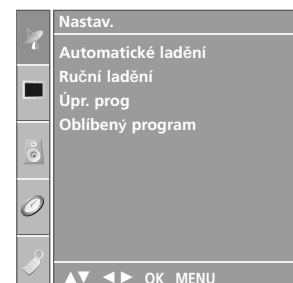 Nastav.
Automatické ladění
Ruční ladění
Úpr. prog
Oblíbený program
▲▼ ◄► OK MENU